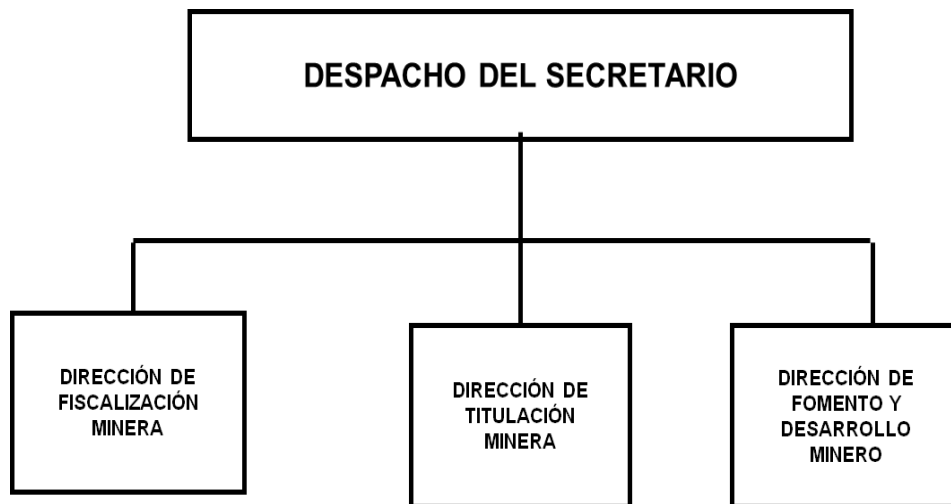 DESPACHO DEL SECRETARIO
DIRECCIÓN DE
FISCALIZACIÓN
MINERA
DIRECCIÓN DE
TITULACIÓN
MINERA
DIRECCIÓN DE
FOMENTO Y
DESARROLLO
MINERO